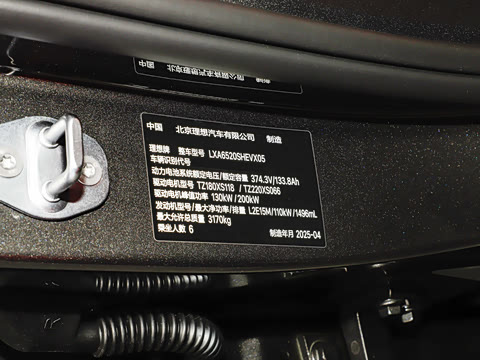 中国 北京理想汽车有限公司 制造
理想牌 整车型号 LXA6520SHEVX05
车辆识别代号
动力电池系统额定电压/额定容量 374.3V/133.8Ah
驱动电机型号 TZ180XS118 / TZ220XS066
驱动电机峰值功率 130kW / 200kW
发动机型号/最大净功率/排量 L2E15M/110kW/1496mL
最大允许总质量 3170kg
乘坐人数 6 制造年月 2025-04